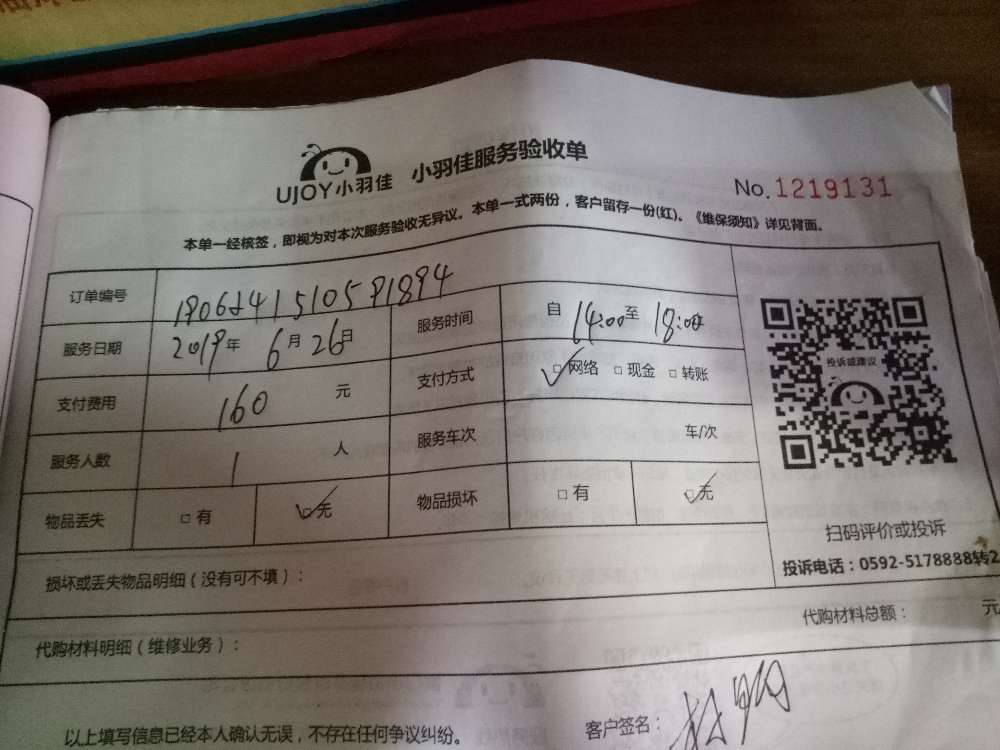 UJOY小羽佳 小羽佳服务验收单
No.1219131
本单一经核签，即视为对本次服务验收无异议。本单一式两份，客户留存一份(红)。《维保须知》详见背面。
订单编号
服务日期 2019年 6月 26日 服务时间 自 14:00 至 18:00
支付费用 160 元 支付方式 □网络 □现金 □转账
服务人数 1 人 服务车次 车/次
物品丢失 □有 □无 物品损坏 □有 □无
投诉或建议
扫码评价或投诉
投诉电话：0592-5178888转2
损坏或丢失物品明细（没有可不填）：
代购材料明细（维修业务）： 代购材料总额： 元
以上填写信息已经本人确认无误，不存在任何争议纠纷。 客户签名：